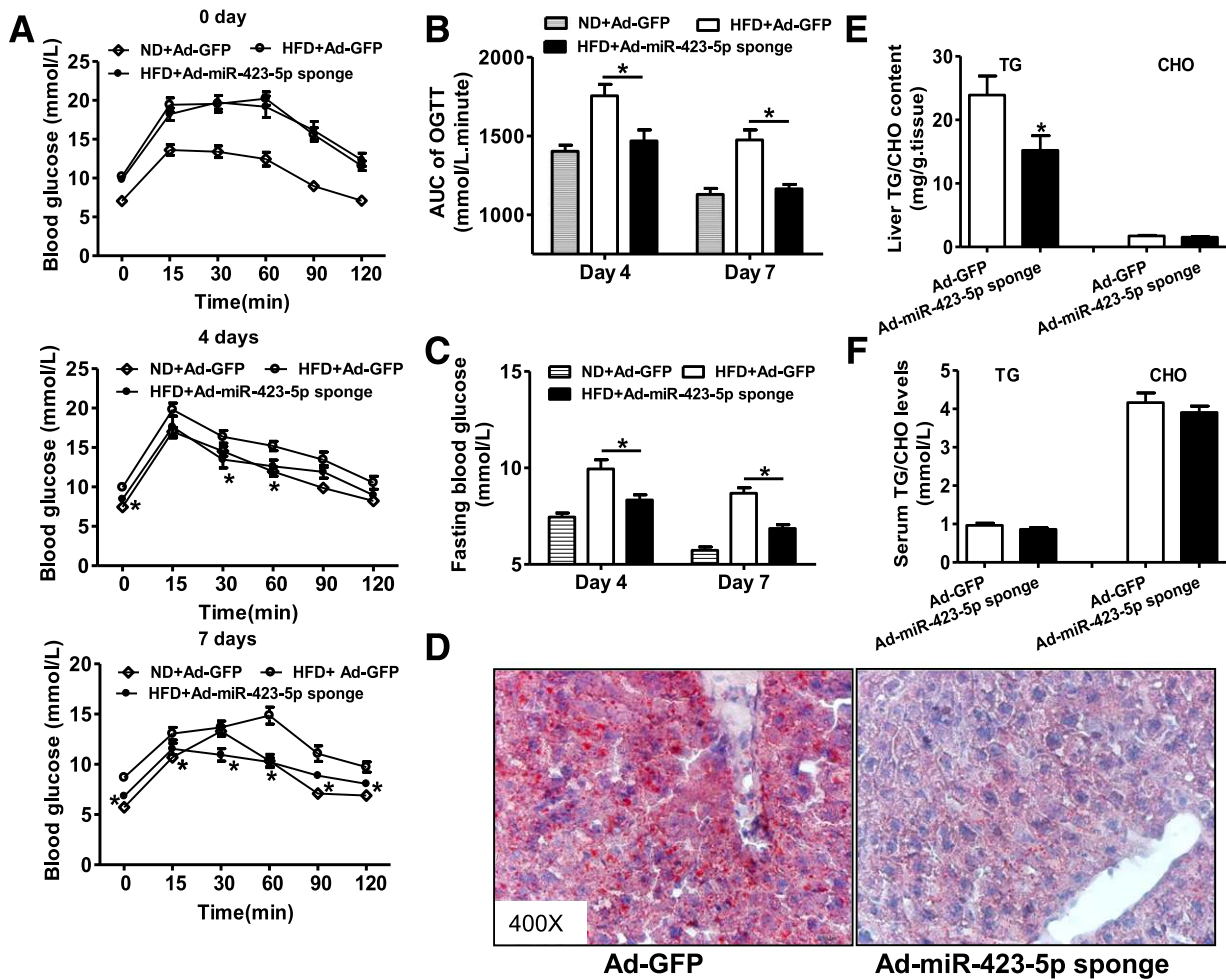 A
0 day
ND+Ad-GFP HFD+Ad-GFP
HFD+Ad-miR-423-5p sponge
Blood glucose (mmol/L)
25
20
15
10
5
0
0 15 30 60 90 120
Time(min)
4 days
ND+Ad-GFP HFD+Ad-GFP
HFD+Ad-miR-423-5p sponge
Blood glucose (mmol/L)
25
20
15
10
5
0
* * *
0 15 30 60 90 120
Time(min)
7 days
ND+Ad-GFP HFD+ Ad-GFP
HFD+Ad-miR-423-5p sponge
Blood glucose (mmol/L)
20
15
10
5
0
* * * * * *
0 15 30 60 90 120
Time(min)
B
ND+Ad-GFP HFD+Ad-GFP
HFD+Ad-miR-423-5p sponge
AUC of OGTT
(mmol/L.minute)
2000
1500
1000
* *
Day 4 Day 7
C
ND+Ad-GFP HFD+Ad-GFP
HFD+Ad-miR-423-5p sponge
Fasting blood glucose
(mmol/L)
15
10
5
* *
Day 4 Day 7
D
400X
Ad-GFP Ad-miR-423-5p sponge
E
TG CHO
Liver TG/CHO content
(mg/g.tissue)
30
20
10
0
*
Ad-GFP
Ad-miR-423-5p sponge
Ad-GFP
Ad-miR-423-5p sponge
F
TG CHO
Serum TG/CHO levels
(mmol/L)
5
4
3
2
1
0
Ad-GFP
Ad-miR-423-5p sponge
Ad-GFP
Ad-miR-423-5p sponge